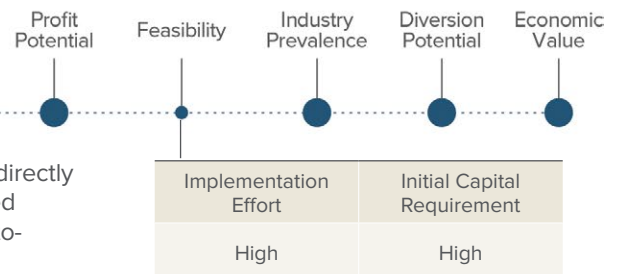 Profit
Potential
Feasibility
Industry
Prevalence
Diversion
Potential
Economic
Value
directly
d
o-
Implementation
Effort
Initial Capital
Requirement
High
High